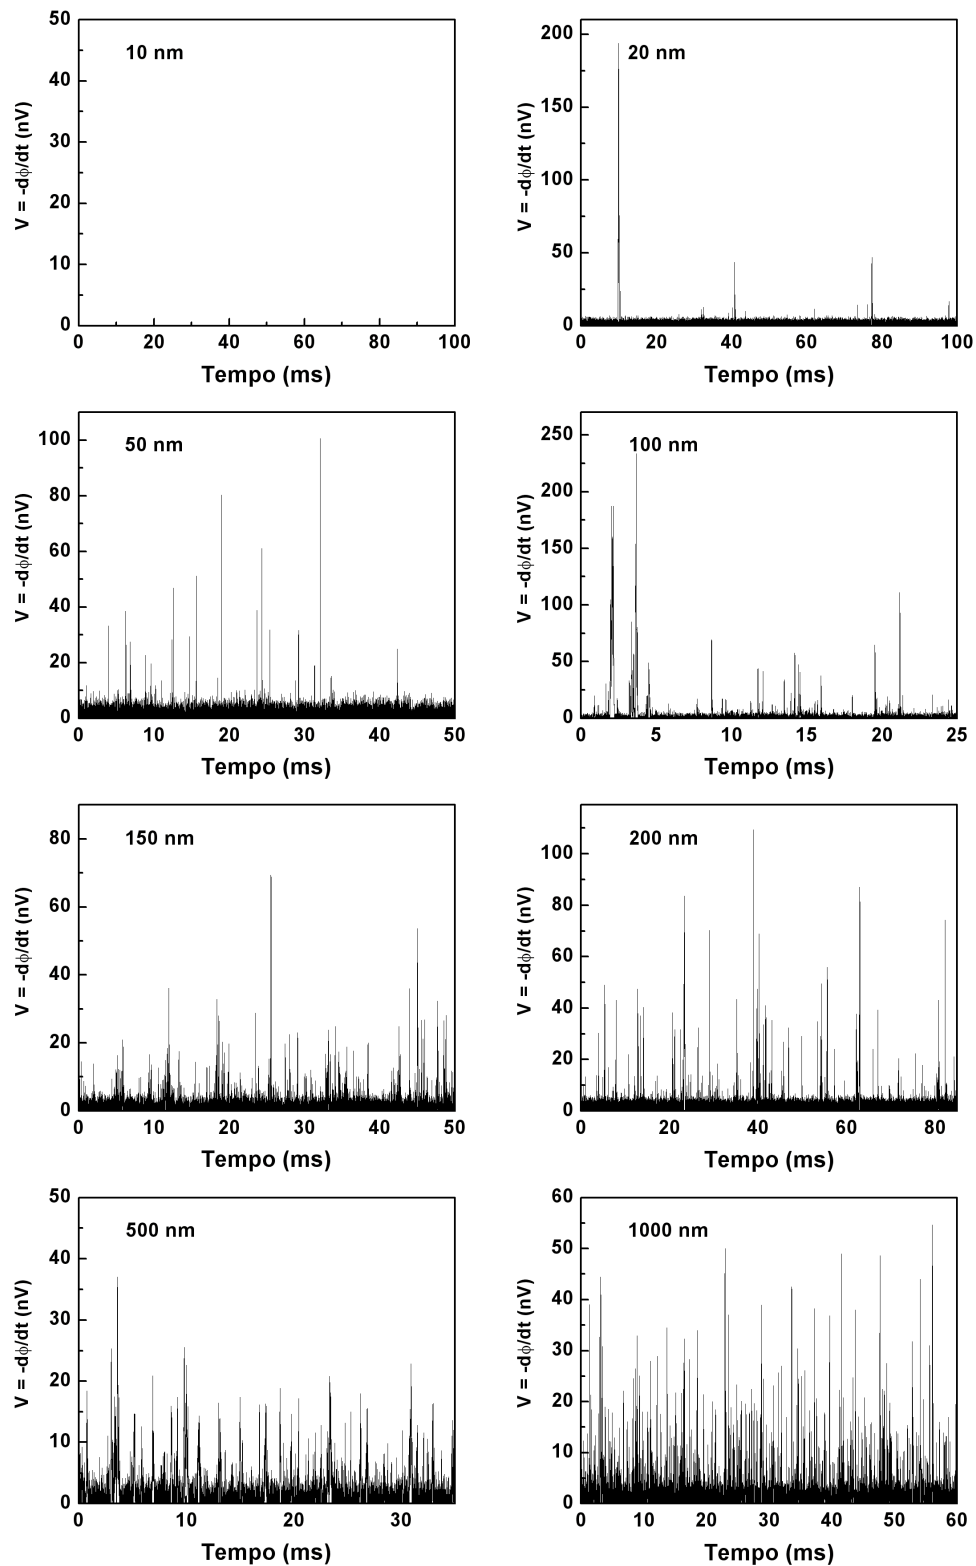 50
40
30
20
10
0
V = -dϕ/dt (nV)
10 nm
0 20 40 60 80 100
Tempo (ms)
200
150
100
50
0
V = -dϕ/dt (nV)
20 nm
0 20 40 60 80 100
Tempo (ms)
100
80
60
40
20
0
V = -dϕ/dt (nV)
50 nm
0 10 20 30 40 50
Tempo (ms)
250
200
150
100
50
0
V = -dϕ/dt (nV)
100 nm
0 5 10 15 20 25
Tempo (ms)
80
60
40
20
0
V = -dϕ/dt (nV)
150 nm
0 10 20 30 40 50
Tempo (ms)
100
80
60
40
20
0
V = -dϕ/dt (nV)
200 nm
0 20 40 60 80
Tempo (ms)
50
40
30
20
10
0
V = -dϕ/dt (nV)
500 nm
0 10 20 30
Tempo (ms)
60
50
40
30
20
10
0
V = -dϕ/dt (nV)
1000 nm
0 10 20 30 40 50 60
Tempo (ms)